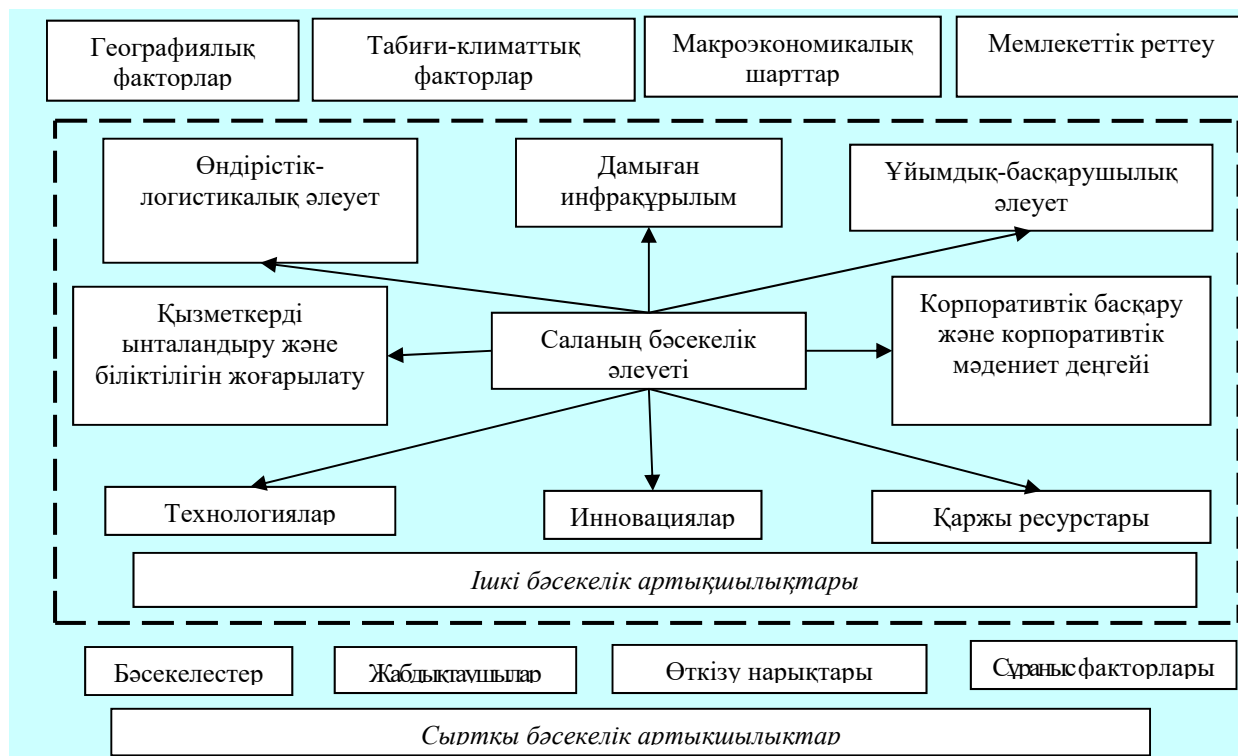 Географиялық
факторлар
Табиғи-климаттық
факторлар
Макроэкономикалық
шарттар
Мемлекеттік реттеу
Өндірістік-
логистикалық әлеует
Дамыған
инфрақұрылым
Ұйымдық-басқарушылық
әлеует
Қызметкерді
ынталандыру және
біліктілігін жоғарылату
Саланың бәсекелік
әлеуеті
Корпоративтік басқару
және корпоративтік
мәдениет деңгейі
Технологиялар
Инновациялар
Қаржы ресурстары
Ішкі бәсекелік артықшылықтары
Бәсекелестер
Жабдықтаушылар
Өткізу нарықтары
Сұраныс факторлары
Сыртқы бәсекелік артықшылықтар